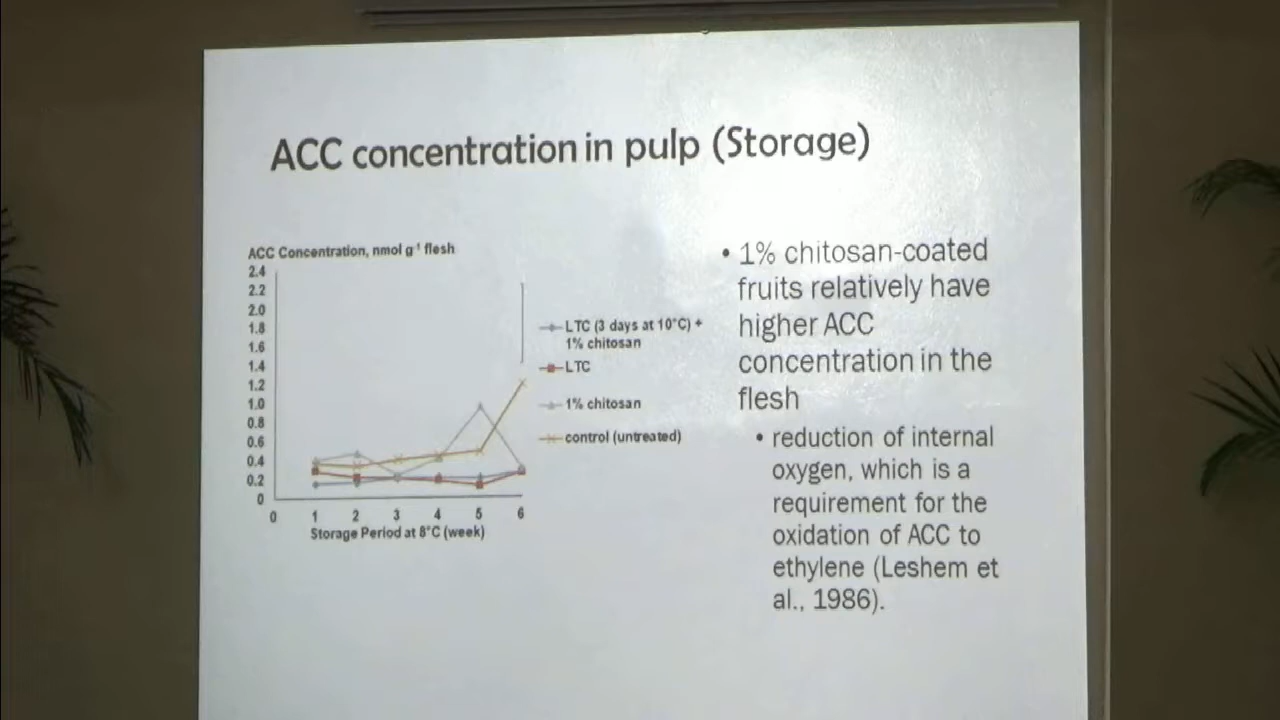 ACC concentration in pulp (Storage)
ACC Concentration, nmol g⁻¹ flesh
2.4
2.2
2.0
1.8
1.6
1.4
1.2
1.0
0.8
0.6
0.4
0.2
0
0 1 2 3 4 5 6
Storage Period at 8°C (week)
LTC (3 days at 10°C) +
1% chitosan
LTC
1% chitosan
control (untreated)
• 1% chitosan-coated
fruits relatively have
higher ACC
concentration in the
flesh
• reduction of internal
oxygen, which is a
requirement for the
oxidation of ACC to
ethylene (Leshem et
al., 1986).